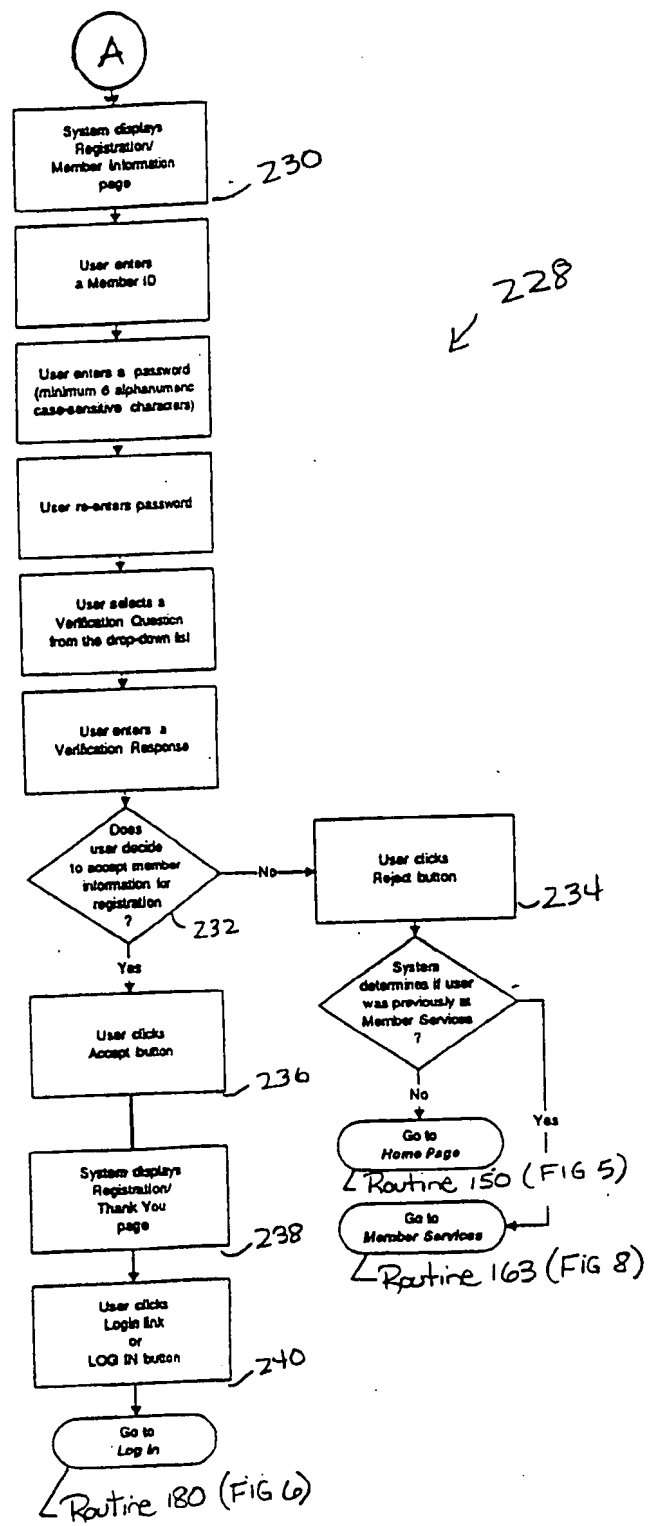 A
System displays
Registration/
Member Information
page
230
User enters
a Member ID
228
User enters a password
(minimum 6 alphanumeric
case-sensitive characters)
User re-enters password
User selects a
Verification Question
from the drop-down list
User enters a
Verification Response
Does
user decide
to accept member
information for
registration
?
232
No
User clicks
Reject button
234
Yes
System
determines if user
was previously at
Member Services
?
User clicks
Accept button
236
No
Yes
Go to
Home Page
Routine 150 (FIG 5)
System displays
Registration/
Thank You
page
238
Go to
Member Services
Routine 163 (FIG 8)
User clicks
Login link
or
LOG IN button
240
Go to
Log In
Routine 180 (FIG 6)